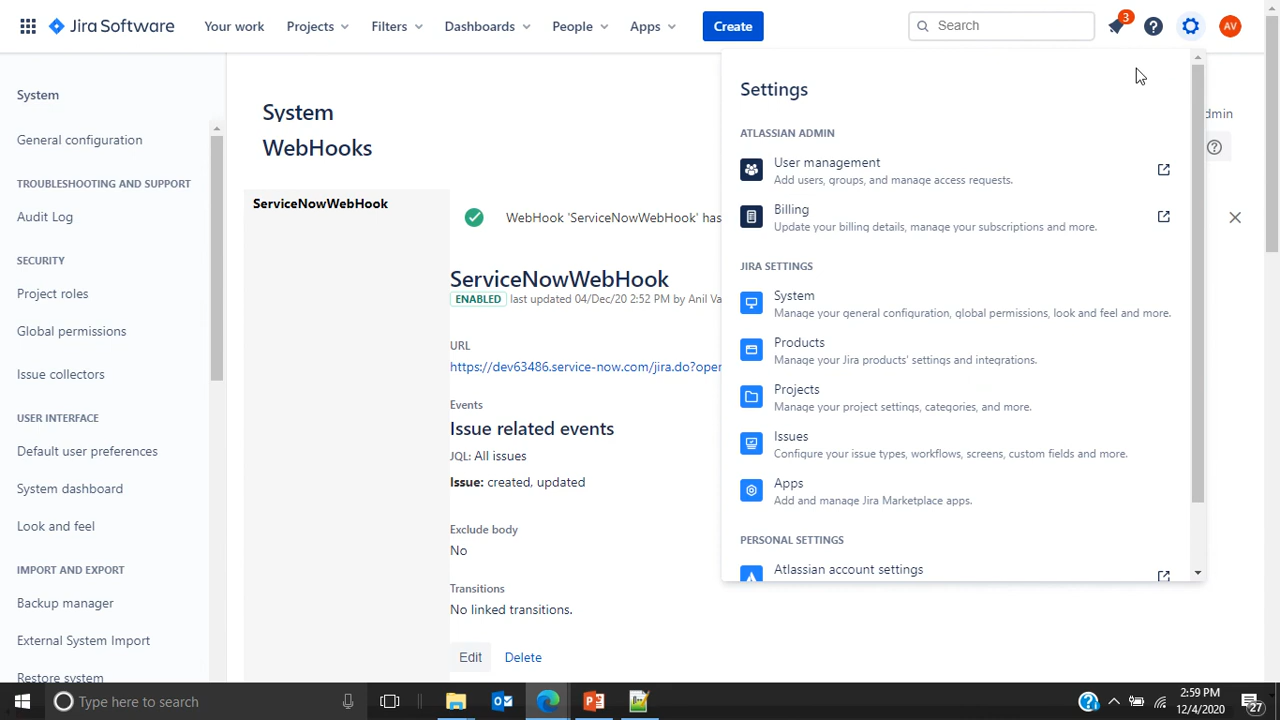 Jira Software
Your work
Projects
Filters
Dashboards
People
Apps
Create
Search
3
AV
System
General configuration
TROUBLESHOOTING AND SUPPORT
Audit Log
SECURITY
Project roles
Global permissions
Issue collectors
USER INTERFACE
Default user preferences
System dashboard
Look and feel
IMPORT AND EXPORT
Backup manager
External System Import
Restore system
System
WebHooks
ServiceNowWebHook
WebHook 'ServiceNowWebHook' has
ServiceNowWebHook
ENABLED last updated 04/Dec/20 2:52 PM by Anil Va
URL
https://dev63486.service-now.com/jira.do?oper
Events
Issue related events
JQL: All issues
Issue: created, updated
Exclude body
No
Transitions
No linked transitions.
Edit
Delete
Settings
ATLASSIAN ADMIN
User management
Add users, groups, and manage access requests.
Billing
Update your billing details, manage your subscriptions and more.
JIRA SETTINGS
System
Manage your general configuration, global permissions, look and feel and more.
Products
Manage your Jira products' settings and integrations.
Projects
Manage your project settings, categories, and more.
Issues
Configure your issue types, workflows, screens, custom fields and more.
Apps
Add and manage Jira Marketplace apps.
PERSONAL SETTINGS
Atlassian account settings
dmin
Type here to search
2:59 PM
12/4/2020
27